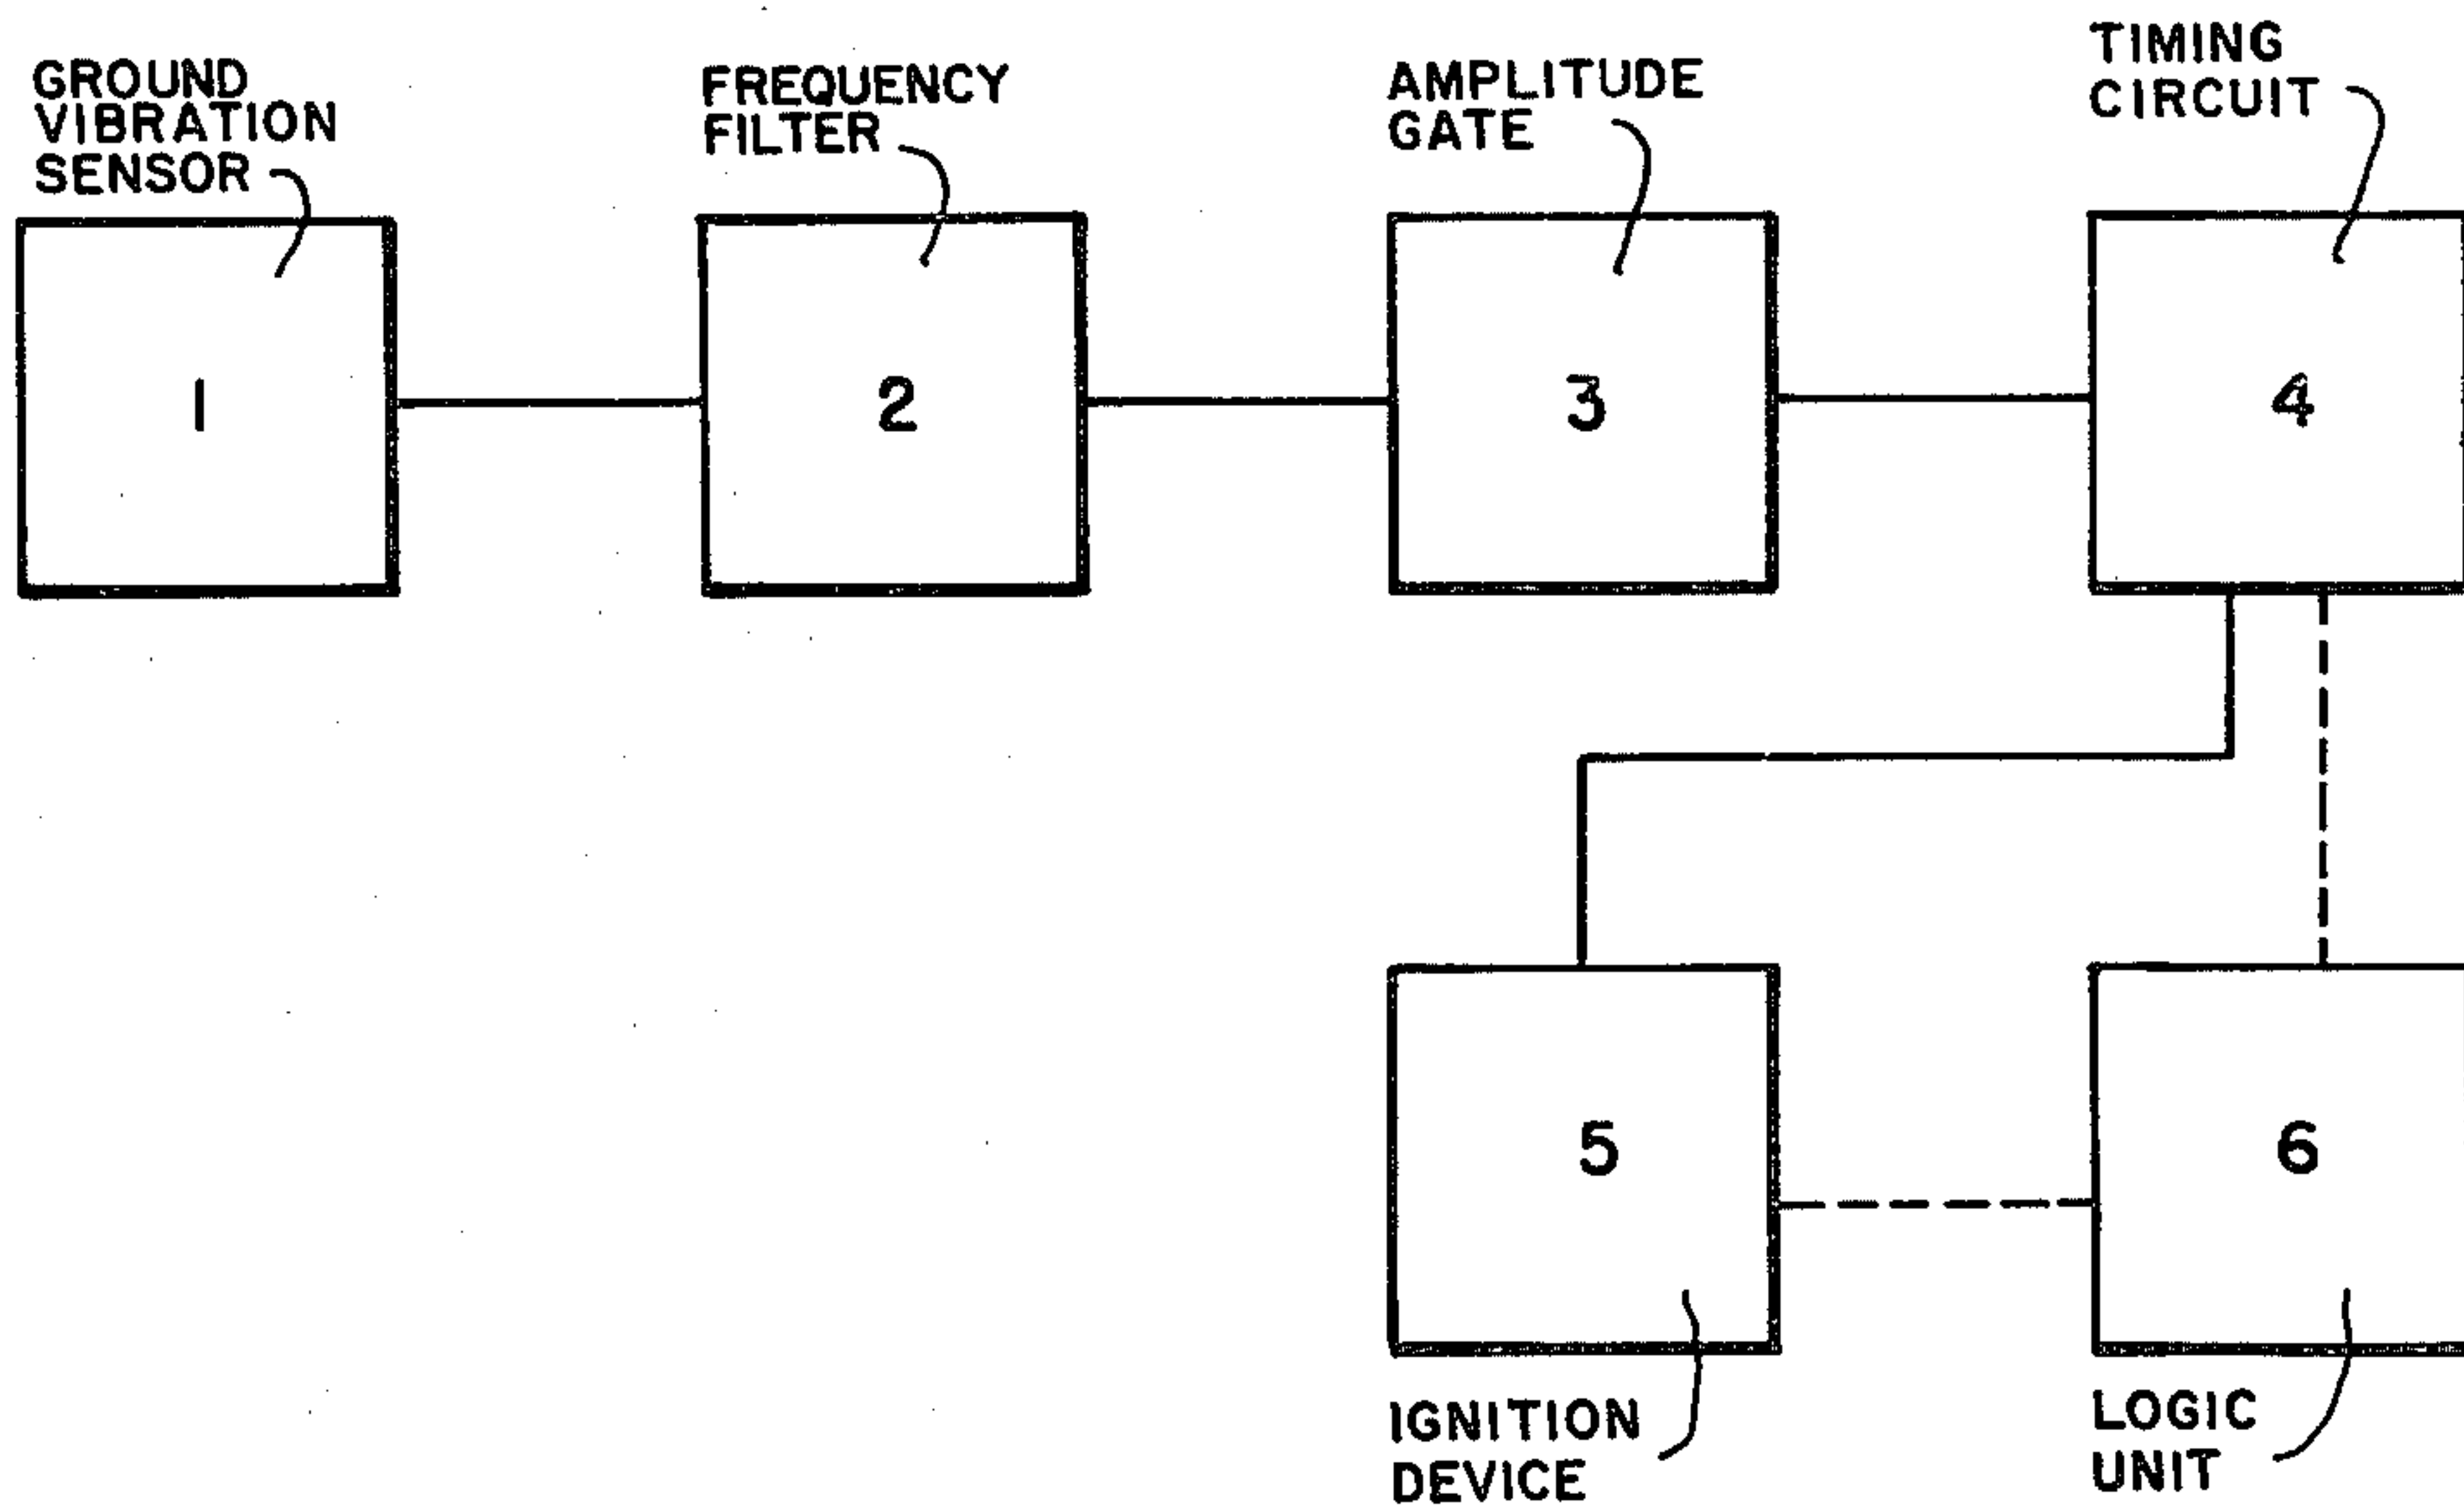 GROUND
VIBRATION
SENSOR
FREQUENCY
FILTER
AMPLITUDE
GATE
TIMING
CIRCUIT
1
2
3
4
5
6
IGNITION
DEVICE
LOGIC
UNIT